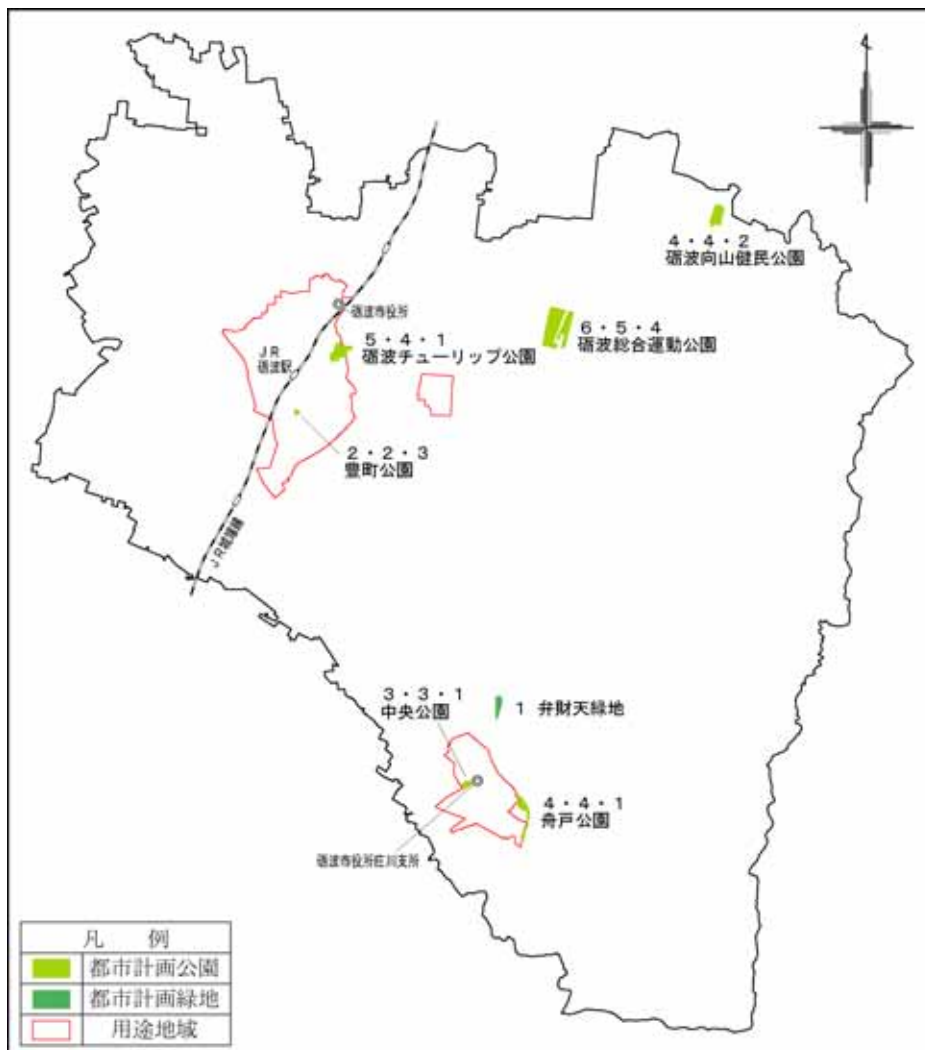 4・4・2
砺波向山健民公園
砺波市役所
5・4・1
砺波チューリップ公園
6・5・4
砺波総合運動公園
JR
砺波駅
2・2・3
豊町公園
JR城端線
3・3・1
中央公園
1 弁財天緑地
4・4・1
舟戸公園
砺波市役所庄川支所
凡 例
都市計画公園
都市計画緑地
用途地域